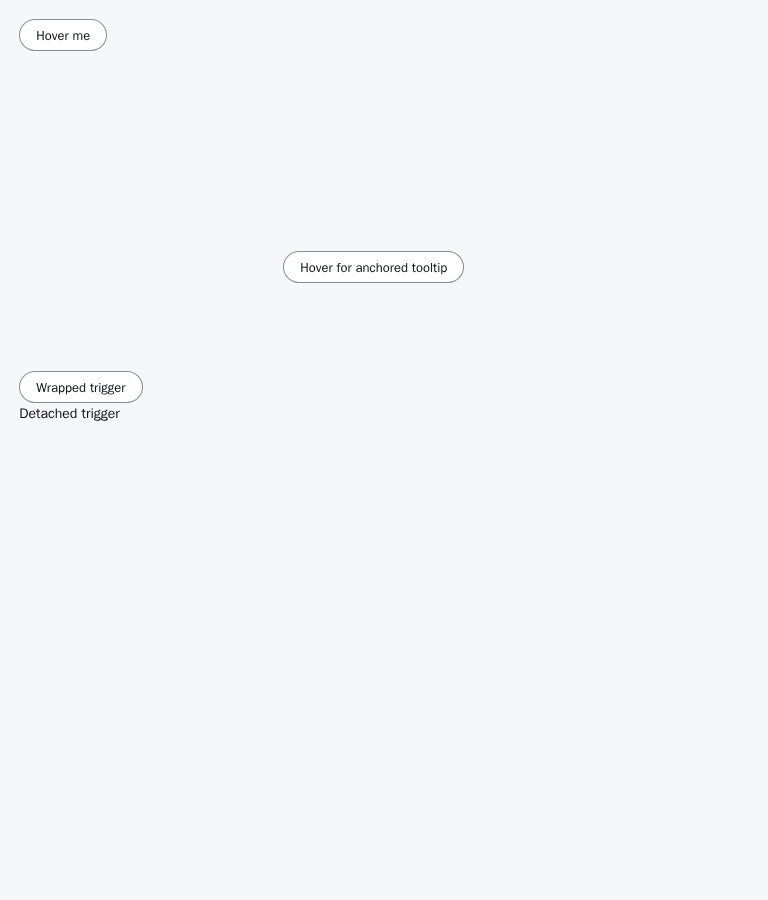 Hover me
Hover for anchored tooltip
Wrapped trigger
Detached trigger